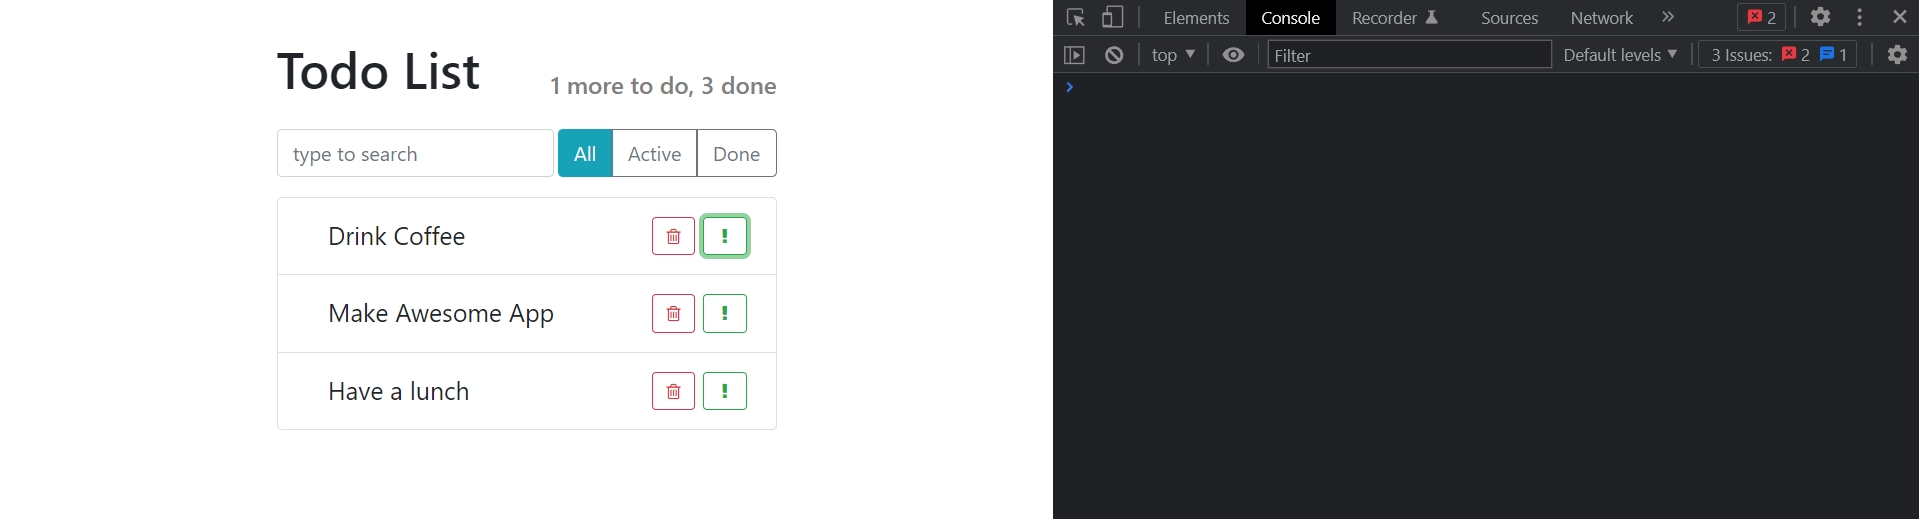 Todo List
1 more to do, 3 done
type to search
All Active Done
Drink Coffee
!
Make Awesome App
!
Have a lunch
!
Elements Console Recorder Sources Network 2
top Filter Default levels 3 Issues: 2 1